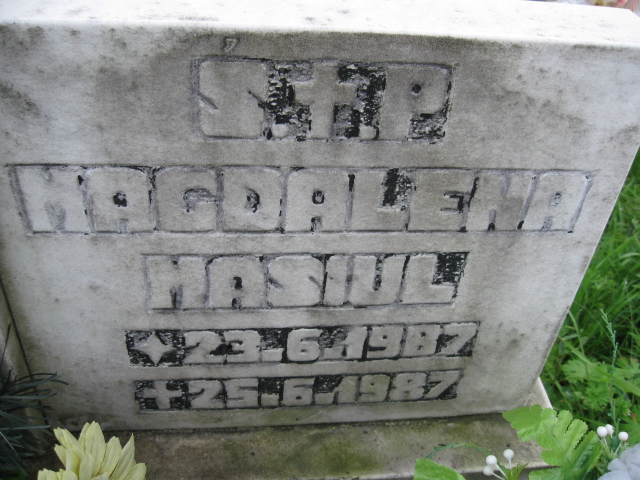 Ś.†P
MAGDALENA
MASIUL
✦23.6.1987
✝25.6.1987